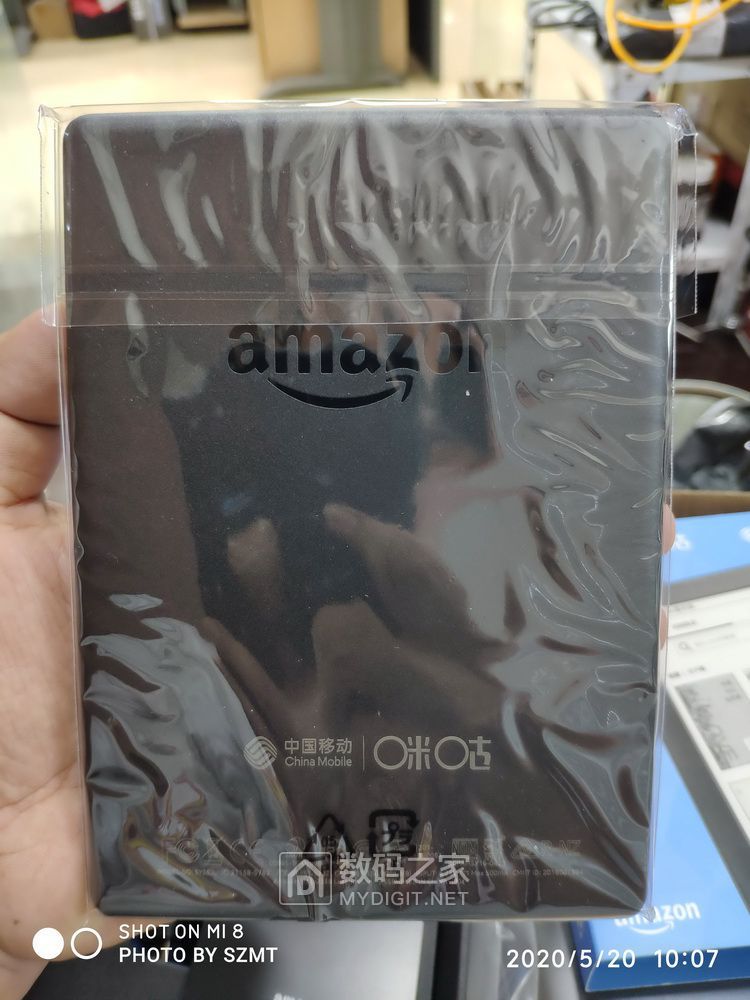 amazon
中国移动
China Mobile
咪咕
数码之家
MYDIGIT.NET
amazon
SHOT ON MI 8
PHOTO BY SZMT
2020/5/20 10:07